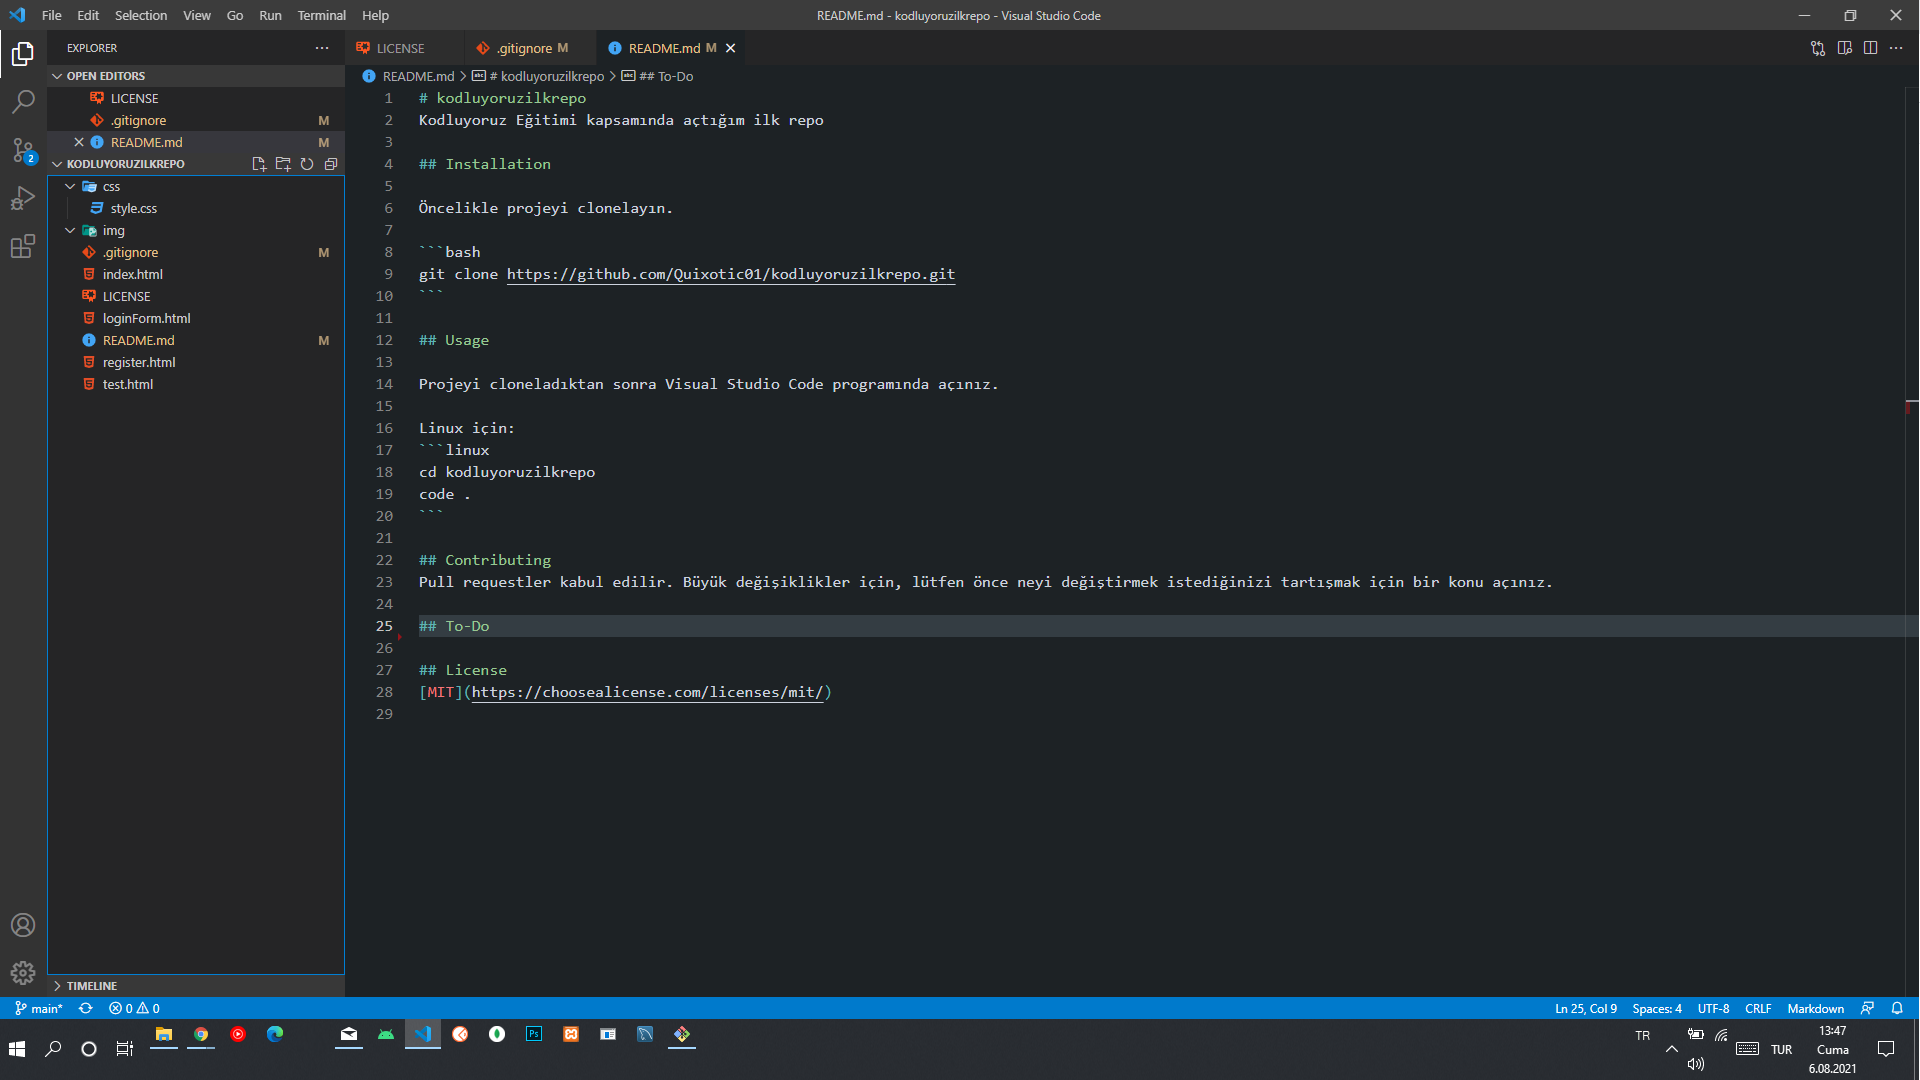 File Edit Selection View Go Run Terminal Help
README.md - kodluyoruzilkrepo - Visual Studio Code
EXPLORER
OPEN EDITORS
LICENSE
.gitignore M
README.md M
KODLUYORUZILKREPO
css
style.css
img
.gitignore M
index.html
LICENSE
loginForm.html
README.md M
register.html
test.html
TIMELINE
2
LICENSE .gitignore M README.md M
README.md > # kodluyoruzilkrepo > ## To-Do
1 # kodluyoruzilkrepo
2 Kodluyoruz Eğitimi kapsamında açtığım ilk repo
3
4 ## Installation
5
6 Öncelikle projeyi clonelayın.
7
8 ```bash
9 git clone https://github.com/Quixotic01/kodluyoruzilkrepo.git
10 ```
11
12 ## Usage
13
14 Projeyi cloneladıktan sonra Visual Studio Code programında açınız.
15
16 Linux için:
17 ```linux
18 cd kodluyoruzilkrepo
19 code .
20 ```
21
22 ## Contributing
23 Pull requestler kabul edilir. Büyük değişiklikler için, lütfen önce neyi değiştirmek istediğinizi tartışmak için bir konu açınız.
24
25 ## To-Do
26
27 ## License
28 [MIT](https://choosealicense.com/licenses/mit/)
29
main* 0 0
Ln 25, Col 9 Spaces: 4 UTF-8 CRLF Markdown
Ps
TR
TUR
13:47
Cuma
6.08.2021